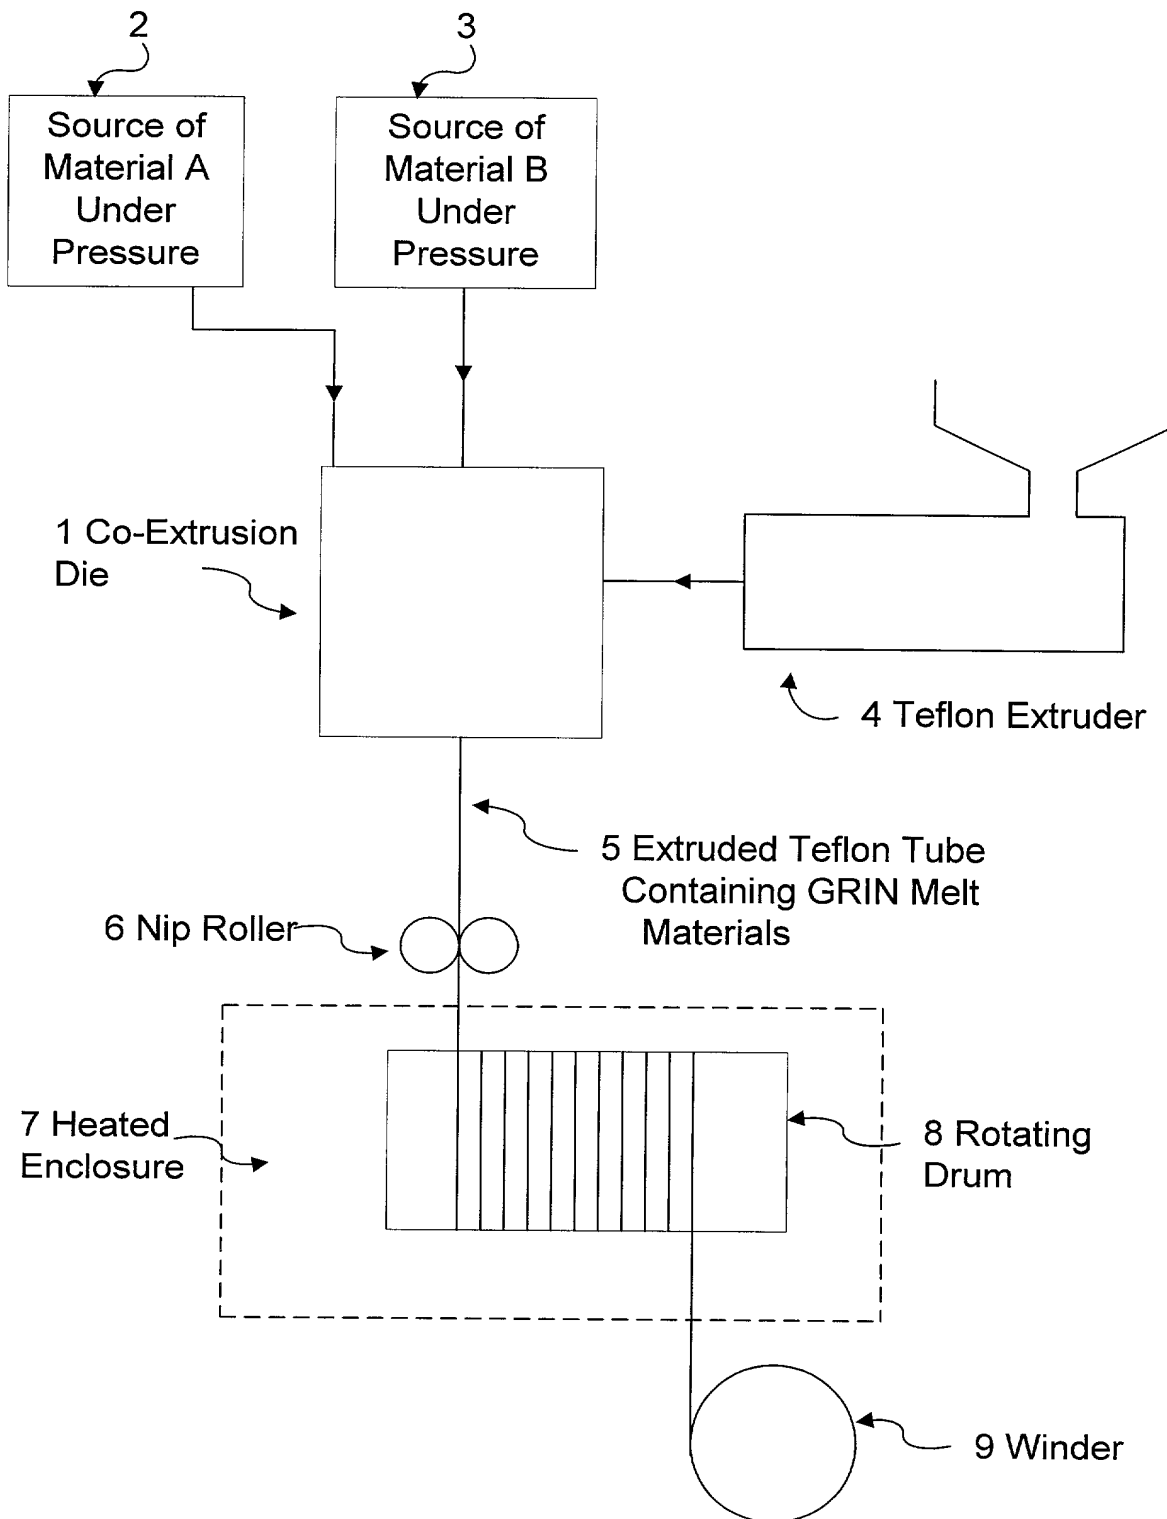 2
3
Source of
Material A
Under
Pressure
Source of
Material B
Under
Pressure
1 Co-Extrusion
Die
4 Teflon Extruder
5 Extruded Teflon Tube
Containing GRIN Melt
Materials
6 Nip Roller
7 Heated
Enclosure
8 Rotating
Drum
9 Winder